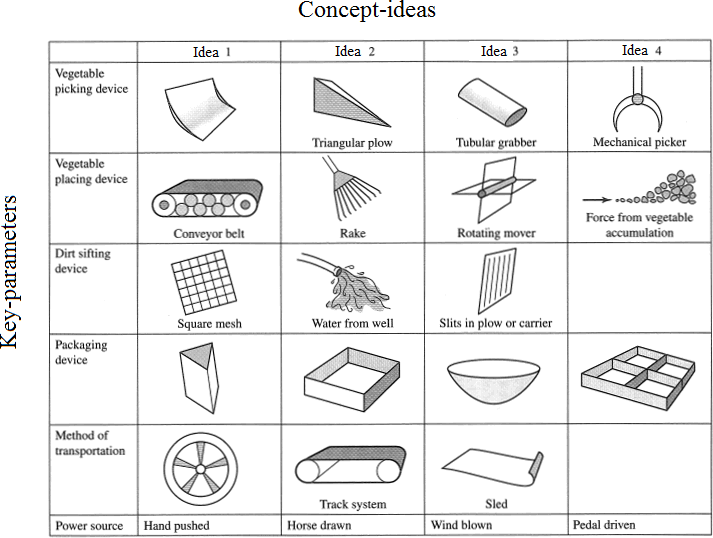 Concept-ideas
Key-parameters
Idea 1
Idea 2
Idea 3
Idea 4
Vegetable
picking device
Triangular plow
Tubular grabber
Mechanical picker
Vegetable
placing device
Conveyor belt
Rake
Rotating mover
Force from vegetable
accumulation
Dirt sifting
device
Square mesh
Water from well
Slits in plow or carrier
Packaging
device
Method of
transportation
Track system
Sled
Power source
Hand pushed
Horse drawn
Wind blown
Pedal driven